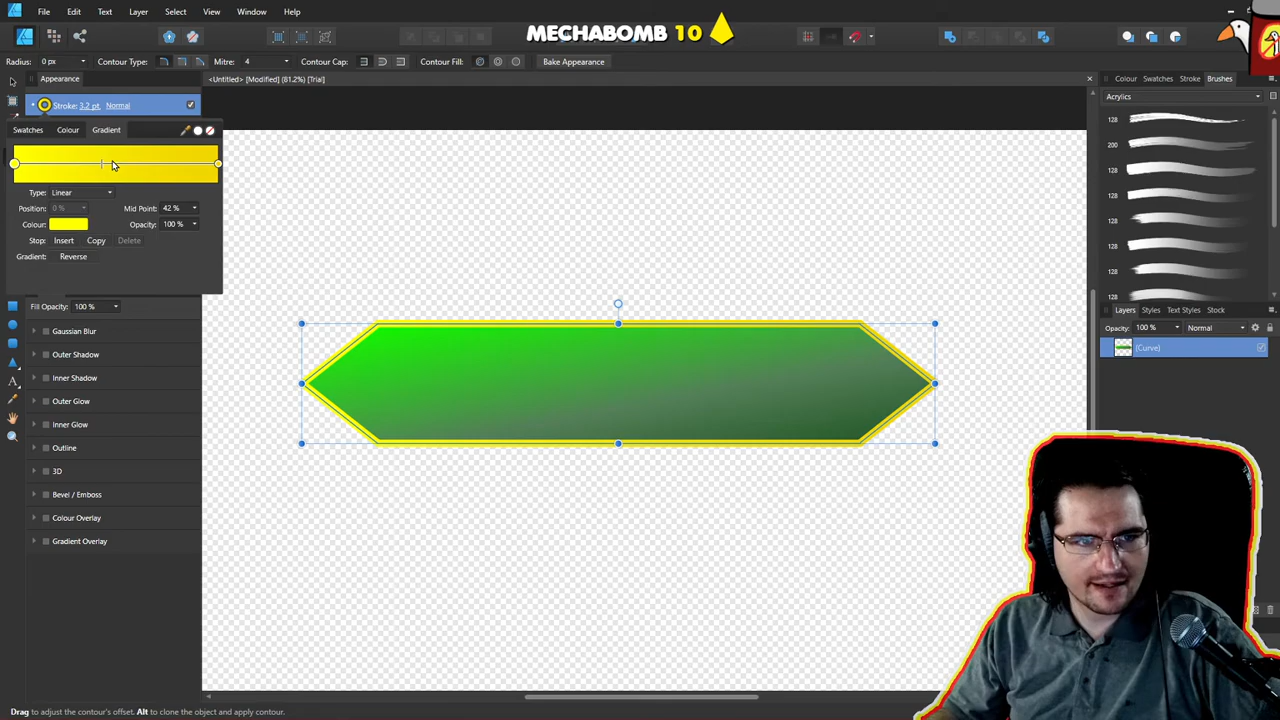 File Edit Text Layer Select View Window Help
MECHABOMB 10
Radius: 0 px Contour Type: Mitre: 4 Contour Cap: Contour Fill: Bake Appearance
Appearance
<Untitled> [Modified] (81.2%) [Trial]
Colour Swatches Stroke Brushes
Stroke: 3.2 pt Normal
Acrylics
Swatches Colour Gradient
128
200
128
128
128
128
128
128
Type: Linear
Position: 0 % Mid Point: 42 %
Colour: Opacity: 100 %
Stop: Insert Copy Delete
Gradient: Reverse
Fill Opacity: 100 %
Gaussian Blur
Outer Shadow
Inner Shadow
Outer Glow
Inner Glow
Outline
3D
Bevel / Emboss
Colour Overlay
Gradient Overlay
Layers Styles Text Styles Stock
Opacity: 100 % Normal
(Curve)
Drag to adjust the contour's offset. Alt to clone the object and apply contour.